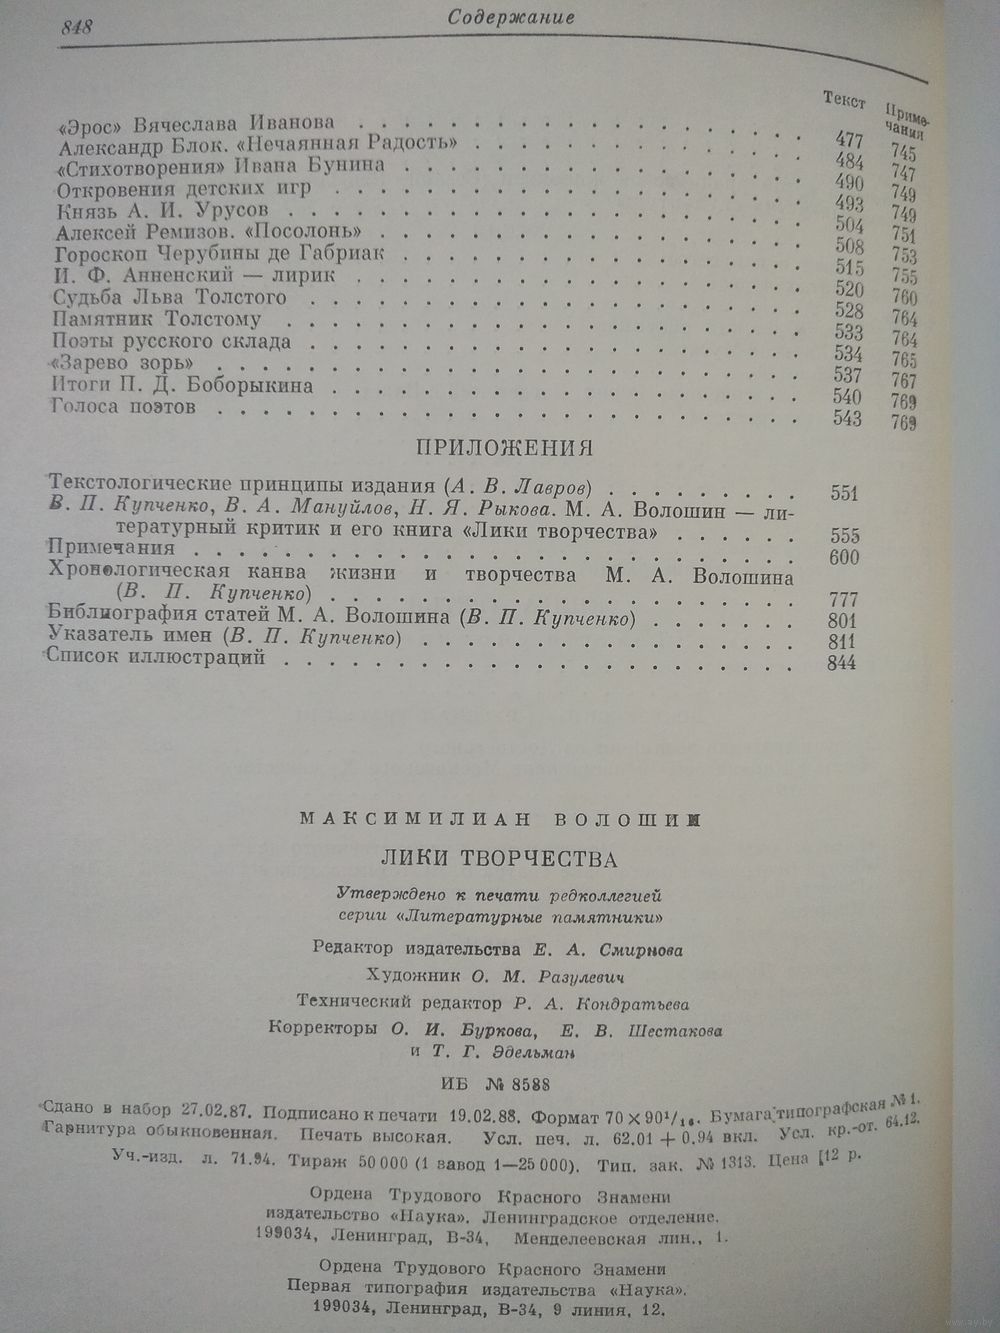 848
Содержание
Текст Приме-
чания
«Эрос» Вячеслава Иванова . . . 477 745
Александр Блок. «Нечаянная Радость» . . . 484 747
«Стихотворения» Ивана Бунина . . . 490 749
Откровения детских игр . . . 493 749
Князь А. И. Урусов . . . 504 751
Алексей Ремизов. «Посолонь» . . . 508 753
Гороскоп Черубины де Габриак . . . 515 755
И. Ф. Анненский — лирик . . . 520 760
Судьба Льва Толстого . . . 528 764
Памятник Толстому . . . 533 764
Поэты русского склада . . . 534 765
«Зарево зорь» . . . 537 767
Итоги П. Д. Боборыкина . . . 540 769
Голоса поэтов . . . 543 769
ПРИЛОЖЕНИЯ
Текстологические принципы издания (А. В. Лавров) . . . 551
В. П. Купченко, В. А. Мануйлов, Н. Я. Рыкова. М. А. Волошин — ли-
тературный критик и его книга «Лики творчества» . . . 555
Примечания . . . 600
Хронологическая канва жизни и творчества М. А. Волошина
(В. П. Купченко) . . . 777
Библиография статей М. А. Волошина (В. П. Купченко) . . . 801
Указатель имен (В. П. Купченко) . . . 811
Список иллюстраций . . . 844
МАКСИМИЛИАН ВОЛОШИН
ЛИКИ ТВОРЧЕСТВА
Утверждено к печати редколлегией
серии «Литературные памятники»
Редактор издательства Е. А. Смирнова
Художник О. М. Разулевич
Технический редактор Р. А. Кондратьева
Корректоры О. И. Буркова, Е. В. Шестакова
и Т. Г. Эдельман
ИБ № 8588
Сдано в набор 27.02.87. Подписано к печати 19.02.88. Формат 70×90¹/₁₆. Бумага типографская № 1.
Гарнитура обыкновенная. Печать высокая. Усл. печ. л. 62.01 + 0.94 вкл. Усл. кр.-от. 64.12.
Уч.-изд. л. 71.94. Тираж 50 000 (1 завод 1—25 000). Тип. зак. № 1313. Цена [12 р.
Ордена Трудового Красного Знамени
издательство «Наука». Ленинградское отделение.
199034, Ленинград, В-34, Менделеевская лин., 1.
Ордена Трудового Красного Знамени
Первая типография издательства «Наука».
199034, Ленинград, В-34, 9 линия, 12.
www.ay.by